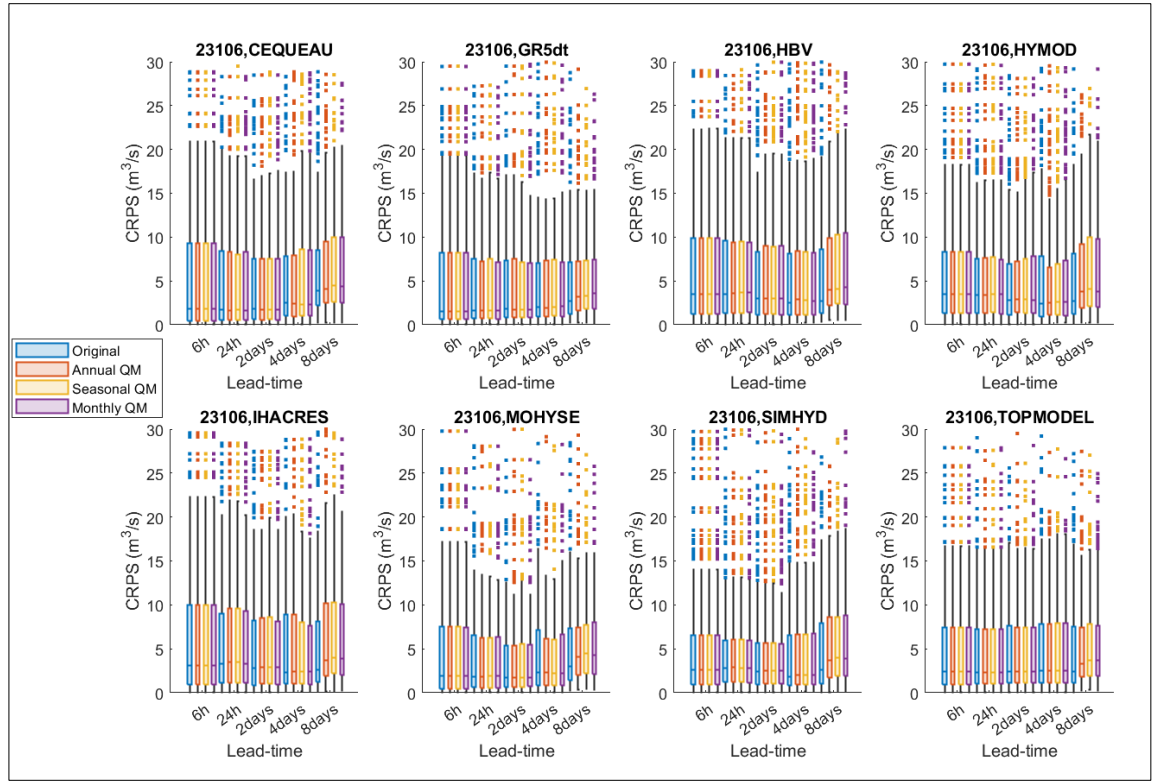 23106,CEQUEAU
23106,GR5dt
23106,HBV
23106,HYMOD
CRPS (m³/s)
30
25
20
15
10
5
0
6h
24h
2days
4days
8days
Lead-time
CRPS (m³/s)
30
25
20
15
10
5
0
6h
24h
2days
4days
8days
Lead-time
CRPS (m³/s)
30
25
20
15
10
5
0
6h
24h
2days
4days
8days
Lead-time
CRPS (m³/s)
30
25
20
15
10
5
0
6h
24h
2days
4days
8days
Lead-time
Original
Annual QM
Seasonal QM
Monthly QM
23106,IHACRES
23106,MOHYSE
23106,SIMHYD
23106,TOPMODEL
CRPS (m³/s)
30
25
20
15
10
5
0
6h
24h
2days
4days
8days
Lead-time
CRPS (m³/s)
30
25
20
15
10
5
0
6h
24h
2days
4days
8days
Lead-time
CRPS (m³/s)
30
25
20
15
10
5
0
6h
24h
2days
4days
8days
Lead-time
CRPS (m³/s)
30
25
20
15
10
5
0
6h
24h
2days
4days
8days
Lead-time